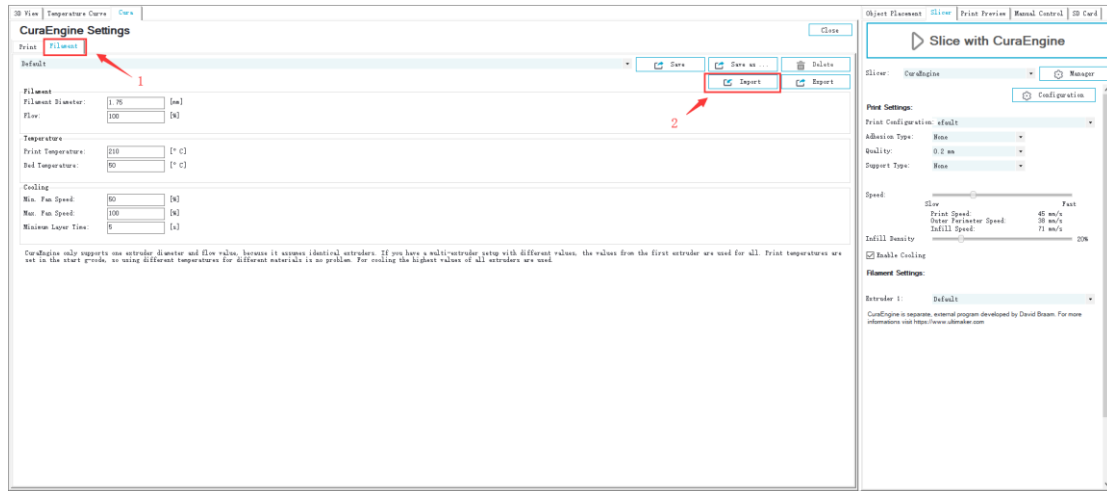 3D View Temperature Curve Cura
CuraEngine Settings
Close
Print Filament
1
Default
Save Save as ... Delete
Import Export
2
Filament
Filament Diameter: 1.75 [mm]
Flow: 100 [%]
Temperature
Print Temperature: 210 [° C]
Bed Temperature: 50 [° C]
Cooling
Min. Fan Speed: 50 [%]
Max. Fan Speed: 100 [%]
Minimum Layer Time: 5 [s]
CuraEngine only supports one extruder diameter and flow value, because it assumes identical extruders. If you have a multi-extruder setup with different values, the values from the first extruder are used for all. Print temperatures are
set in the start g-code, so using different temperatures for different materials is no problem. For cooling the highest values of all extruders are used.
Object Placement Slicer Print Preview Manual Control SD Card
Slice with CuraEngine
Slicer: CuraEngine Manager
Configuration
Print Settings:
Print Configuration: efault
Adhesion Type: None
Quality: 0.2 mm
Support Type: None
Speed:
Slow Fast
Print Speed: 45 mm/s
Outer Perimeter Speed: 38 mm/s
Infill Speed: 71 mm/s
Infill Density 20%
Enable Cooling
Filament Settings:
Extruder 1: Default
CuraEngine is separate, external program developed by David Braam. For more
informations visit https://www.ultimaker.com